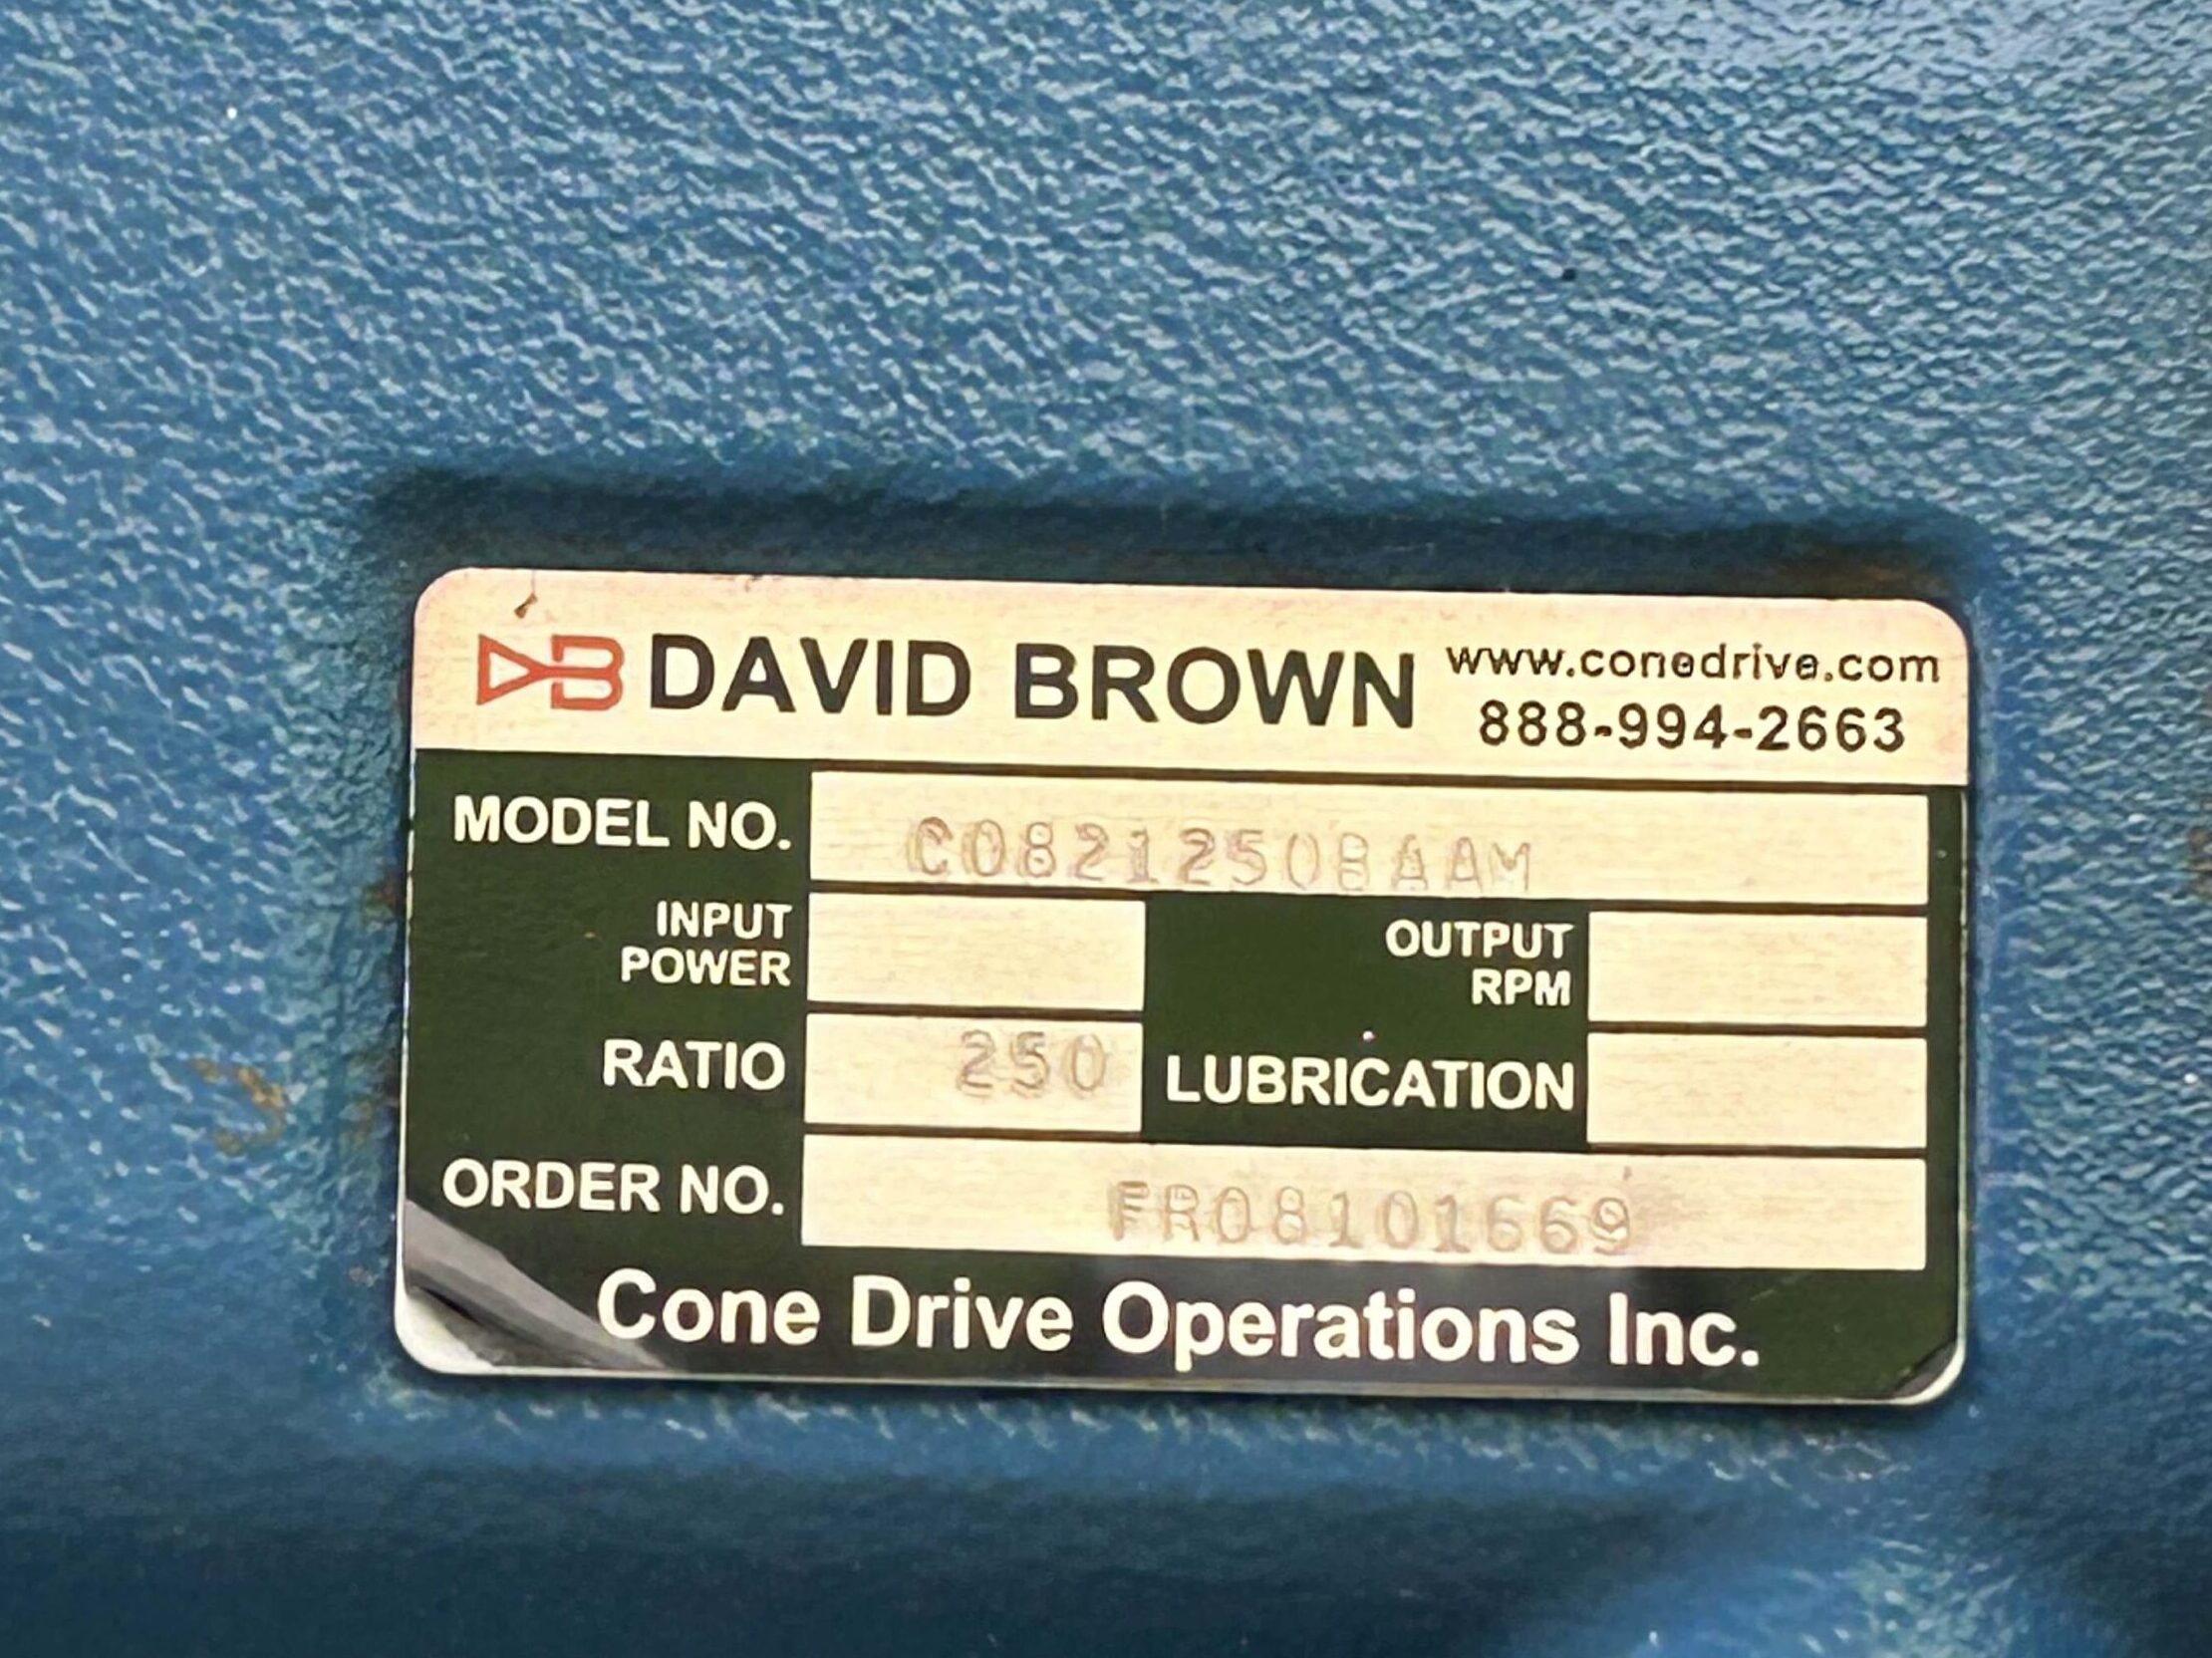 DB DAVID BROWN www.conedrive.com
888-994-2663
MODEL NO. C08212508AAM
INPUT POWER
OUTPUT RPM
RATIO 250 LUBRICATION
ORDER NO. FR08101669
Cone Drive Operations Inc.